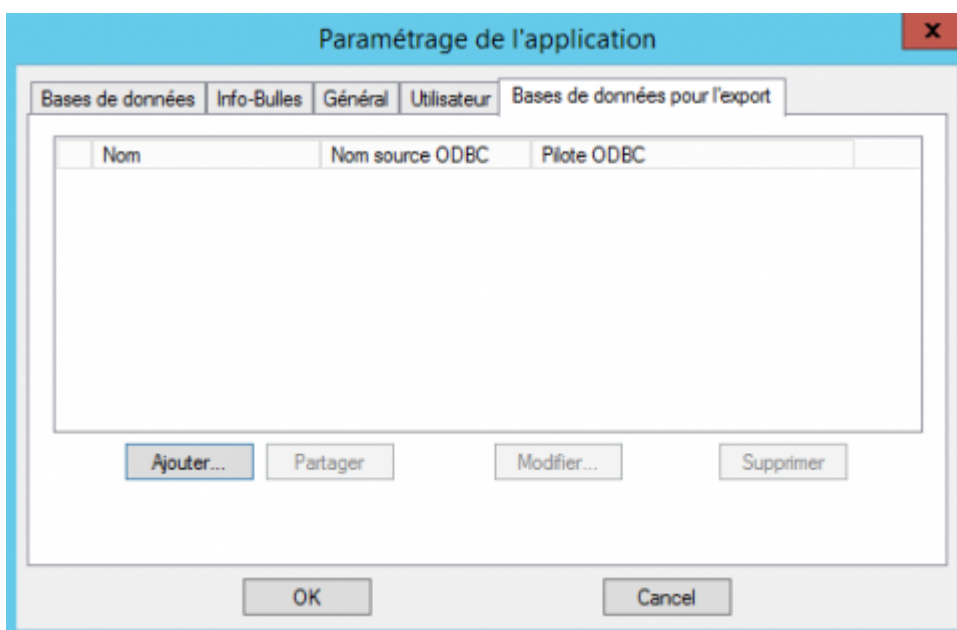 Paramétrage de l'application
x
Bases de données Info-Bulles Général Utilisateur Bases de données pour l'export
Nom Nom source ODBC Pilote ODBC
Ajouter... Partager Modifier... Supprimer
OK Cancel